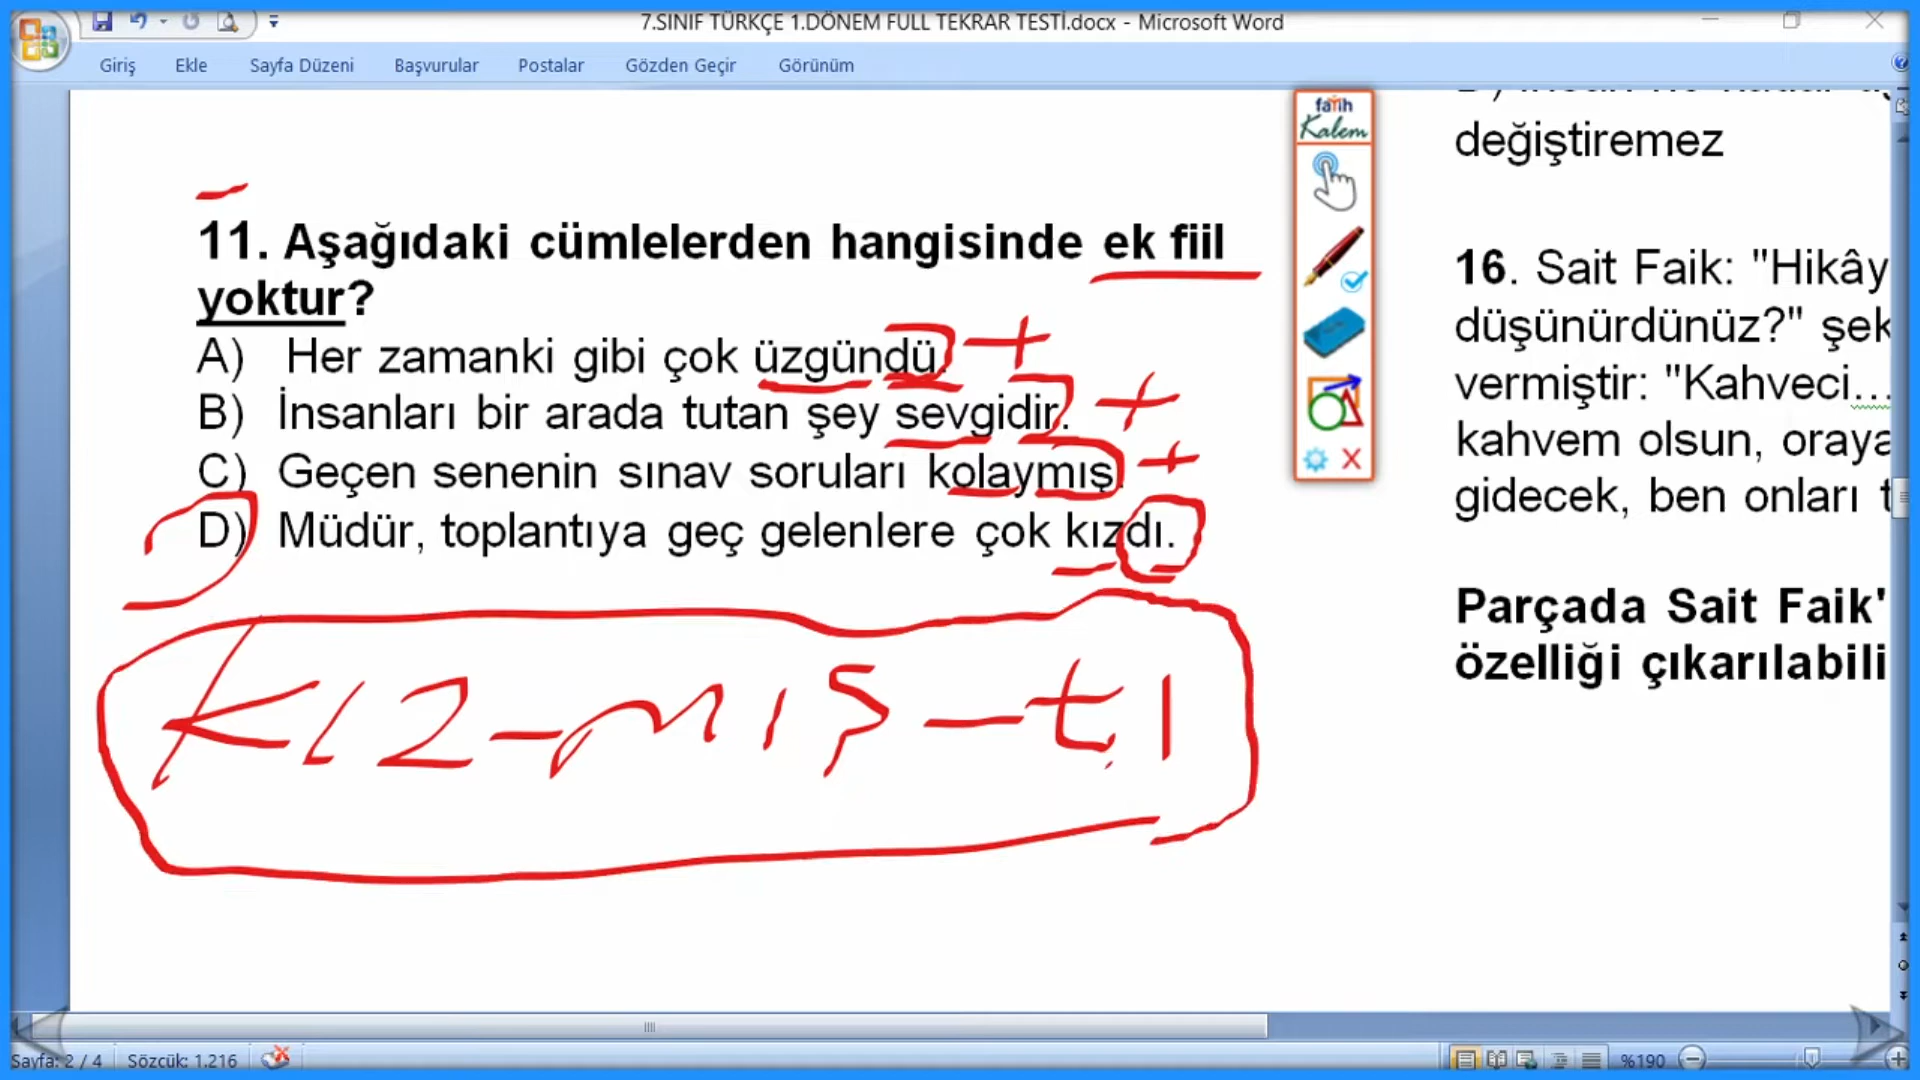 7.SINIF TÜRKÇE 1.DÖNEM FULL TEKRAR TESTİ.docx - Microsoft Word
Giriş Ekle Sayfa Düzeni Başvurular Postalar Gözden Geçir Görünüm
11. Aşağıdaki cümlelerden hangisinde ek fiil
yoktur?
A) Her zamanki gibi çok üzgündü.
B) İnsanları bir arada tutan şey sevgidir.
C) Geçen senenin sınav soruları kolaymış.
D) Müdür, toplantıya geç gelenlere çok kızdı.
kız-mış-tı
fatih
Kalem
değiştiremez
16. Sait Faik: "Hikây
düşünürdünüz?" şek
vermiştir: "Kahveci...
kahvem olsun, oraya
gidecek, ben onları t
Parçada Sait Faik'
özelliği çıkarılabili
Sayfa: 2 / 4 Sözcük: 1.216
%190